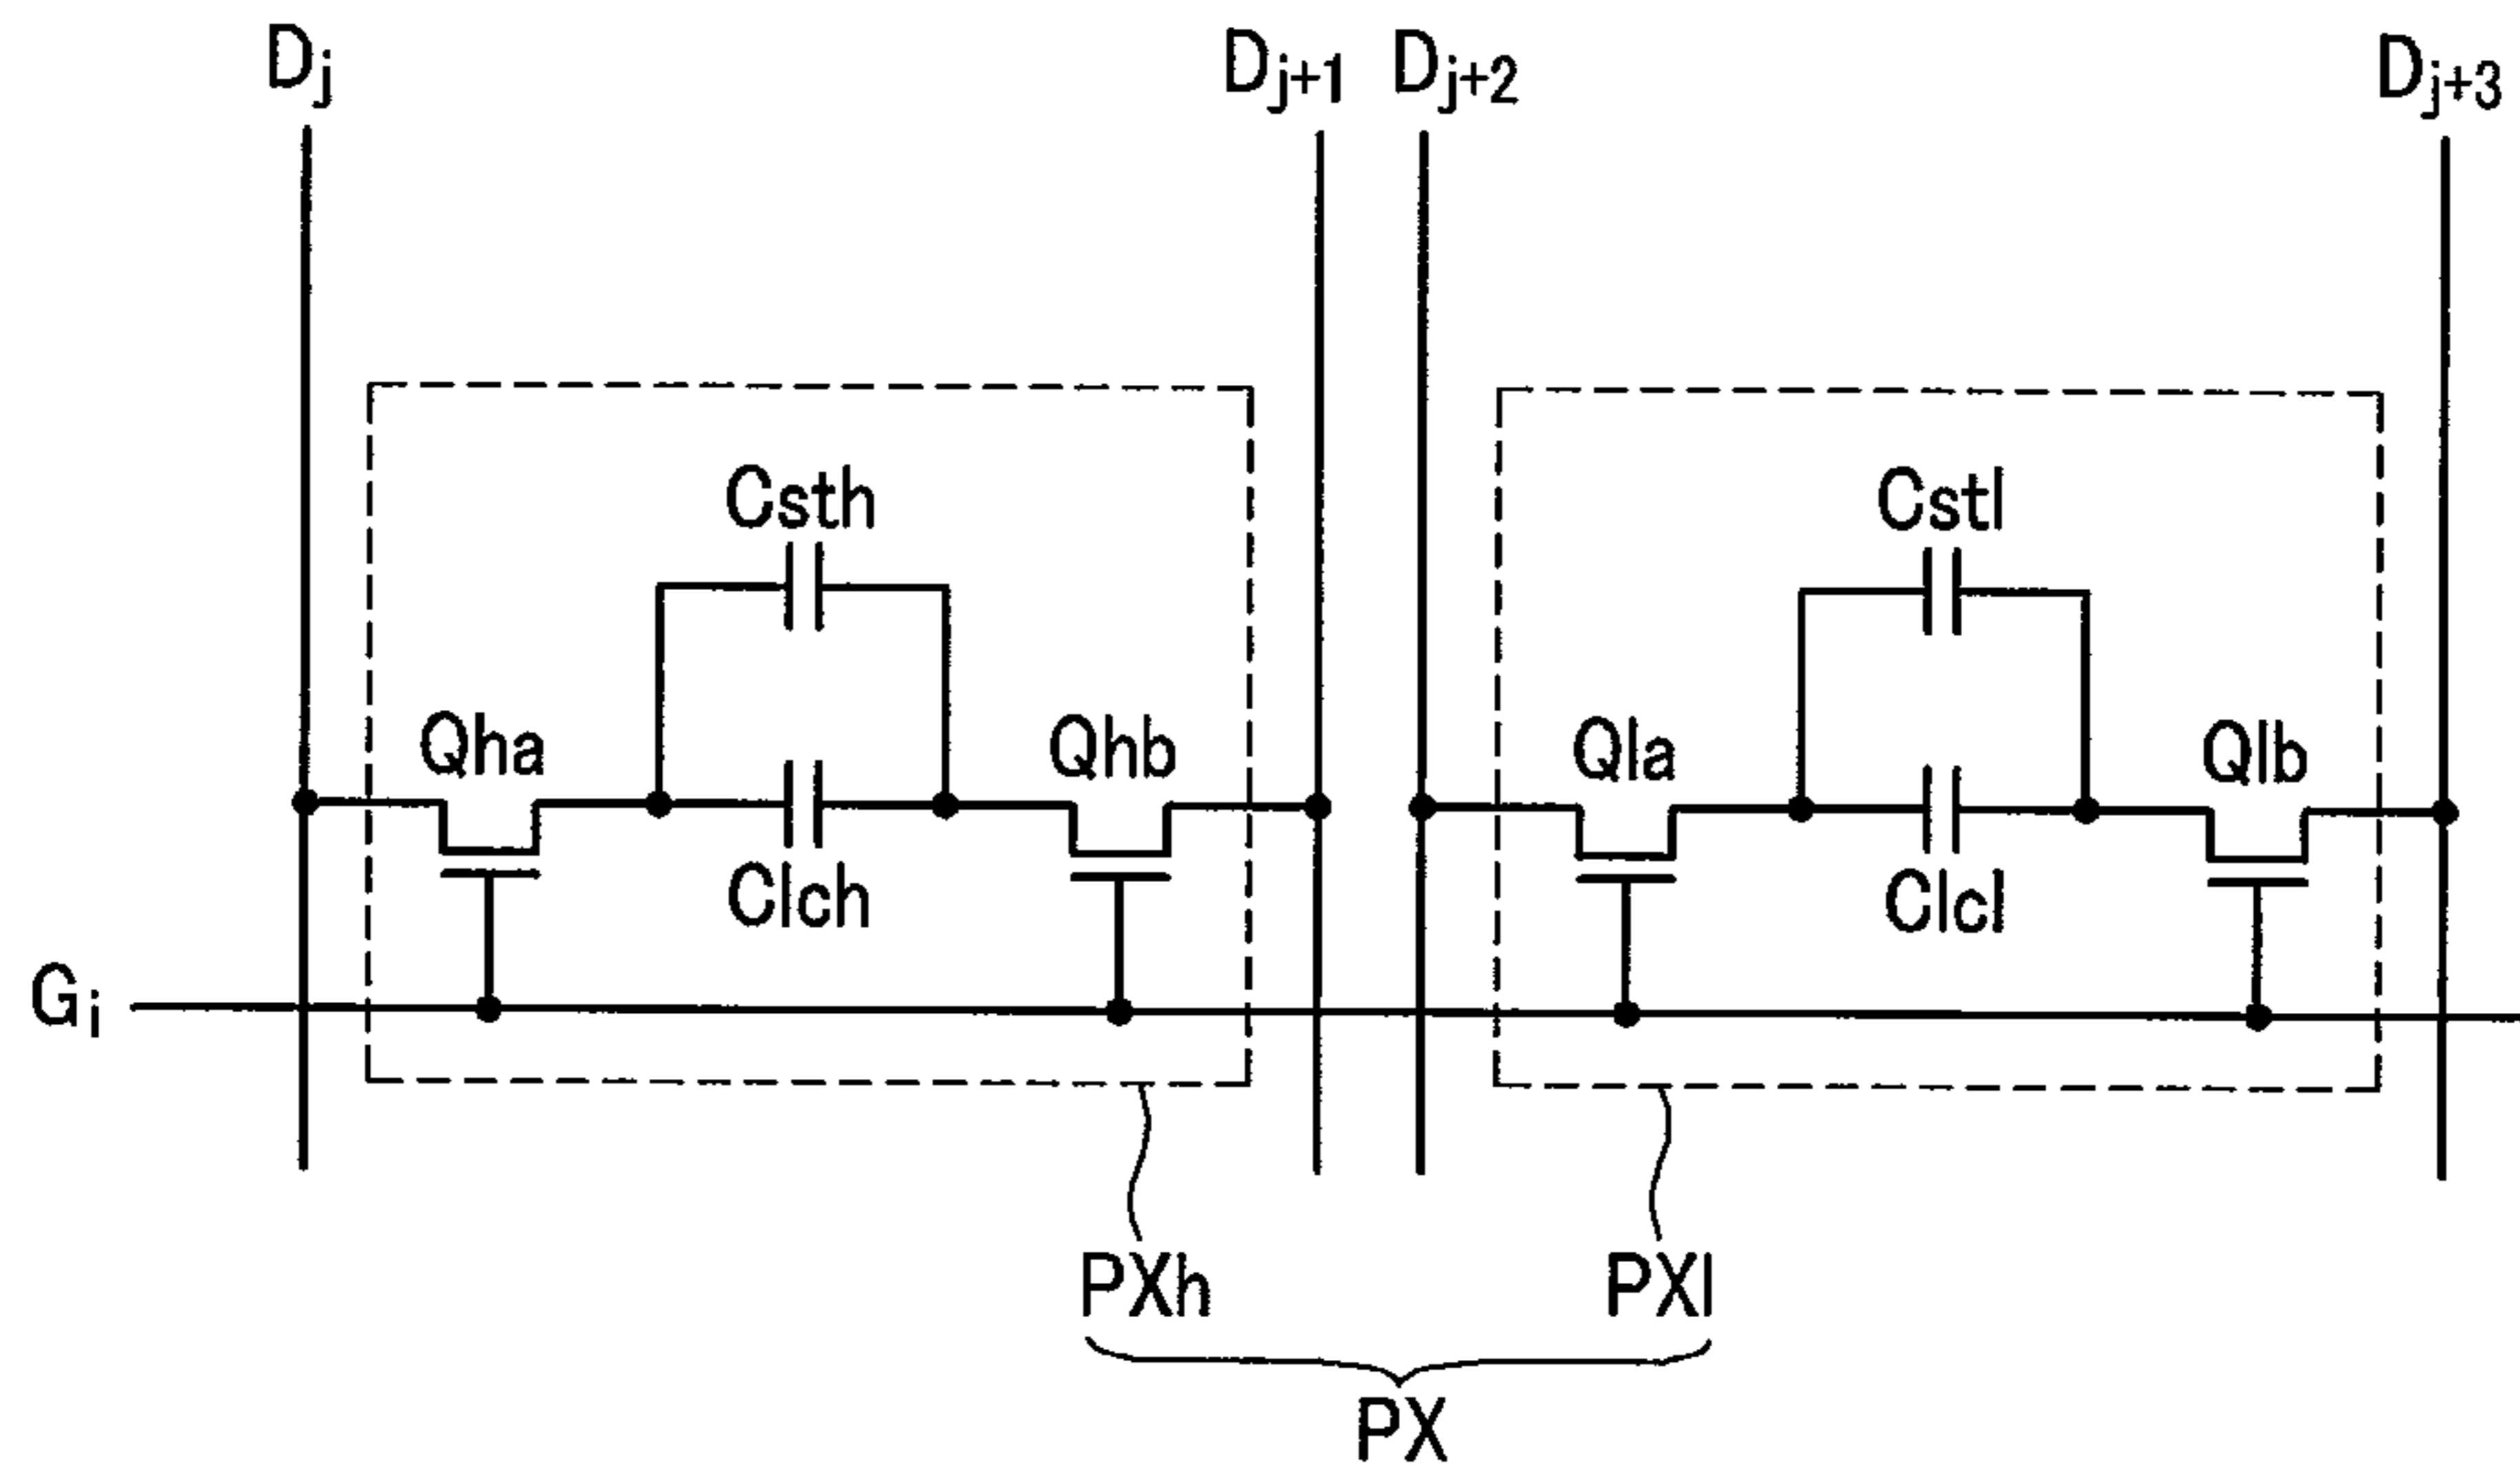 Dj
Dj+1
Dj+2
Dj+3
Csth
Cstl
Qha
Qhb
Qla
Qlb
Clch
Clcl
Gi
PXh
PXl
PX